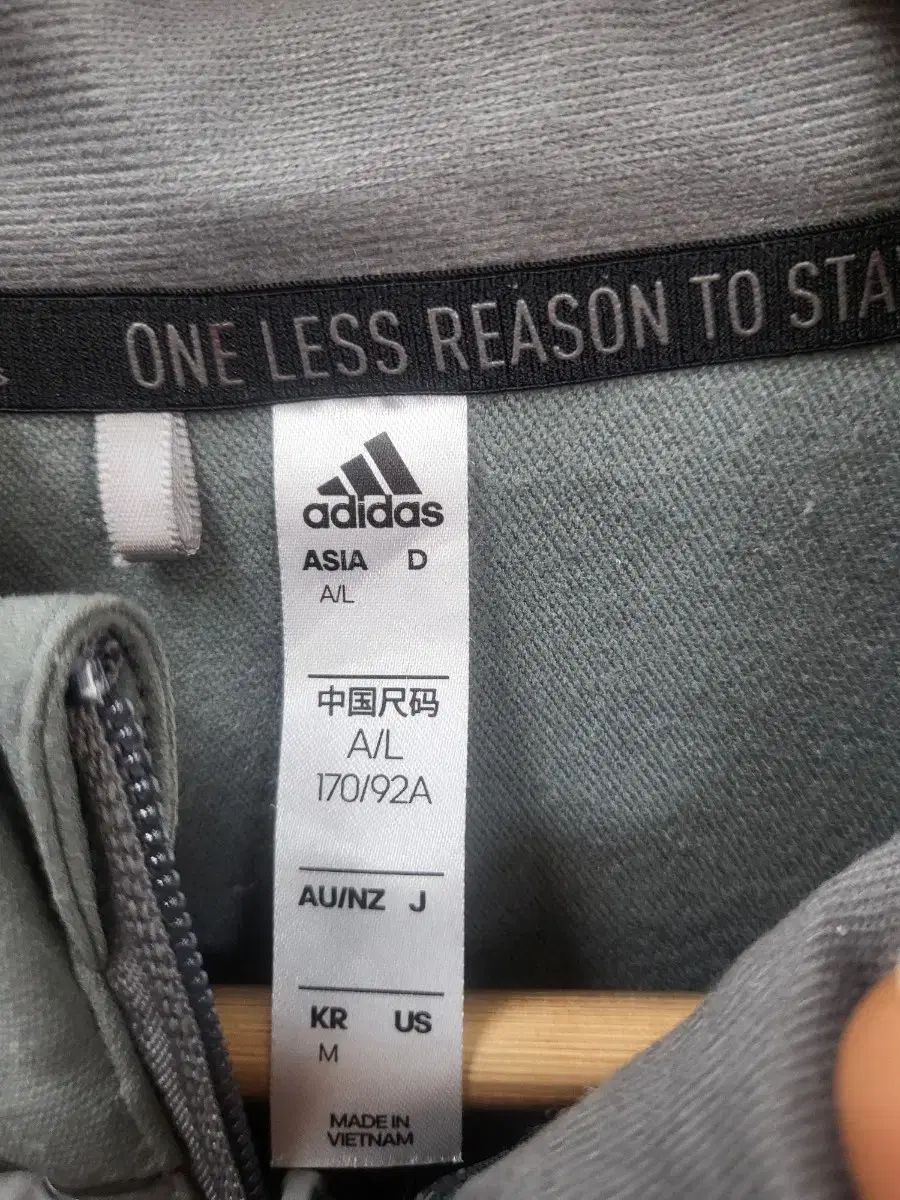 ONE LESS REASON TO STA
adidas
ASIA D
A/L
中国尺码
A/L
170/92A
AU/NZ J
KR US
M
MADE IN
VIETNAM